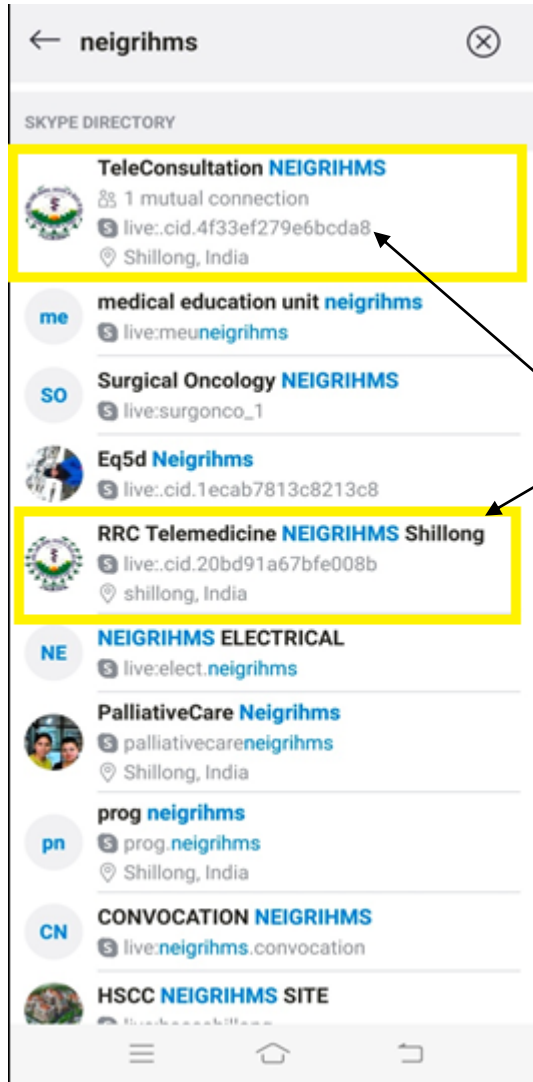 neigrihms
SKYPE DIRECTORY
TeleConsultation NEIGRIHMS
1 mutual connection
live:.cid.4f33ef279e6bcda8
Shillong, India
me
medical education unit neigrihms
live:meuneigrihms
SO
Surgical Oncology NEIGRIHMS
live:surgonco_1
Eq5d Neigrihms
live:.cid.1ecab7813c8213c8
RRC Telemedicine NEIGRIHMS Shillong
live:.cid.20bd91a67bfe008b
shillong, India
NE
NEIGRIHMS ELECTRICAL
live:elect.neigrihms
PalliativeCare Neigrihms
palliativecareneigrihms
Shillong, India
pn
prog neigrihms
prog.neigrihms
Shillong, India
CN
CONVOCATION NEIGRIHMS
live:neigrihms.convocation
HSCC NEIGRIHMS SITE